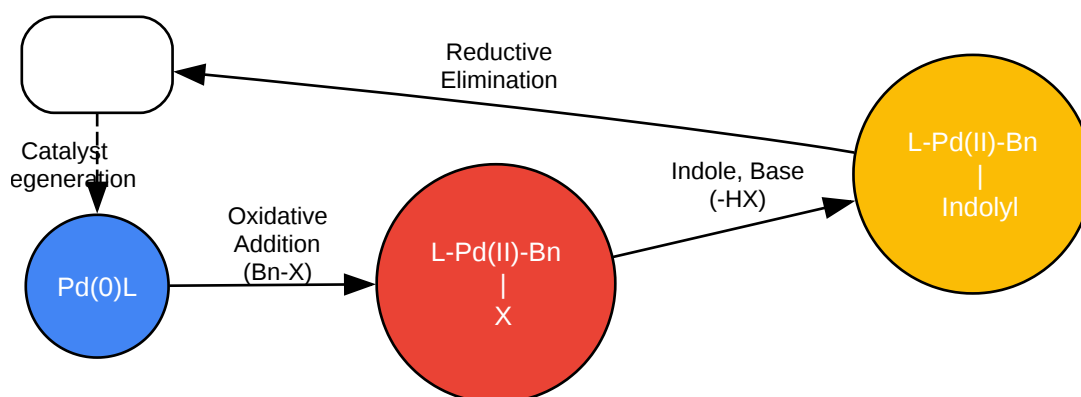 Reductive
Elimination
Catalyst
egeneration
Pd(0)L
Oxidative
Addition
(Bn-X)
L-Pd(II)-Bn
|
X
Indole, Base
(-HX)
L-Pd(II)-Bn
|
Indolyl